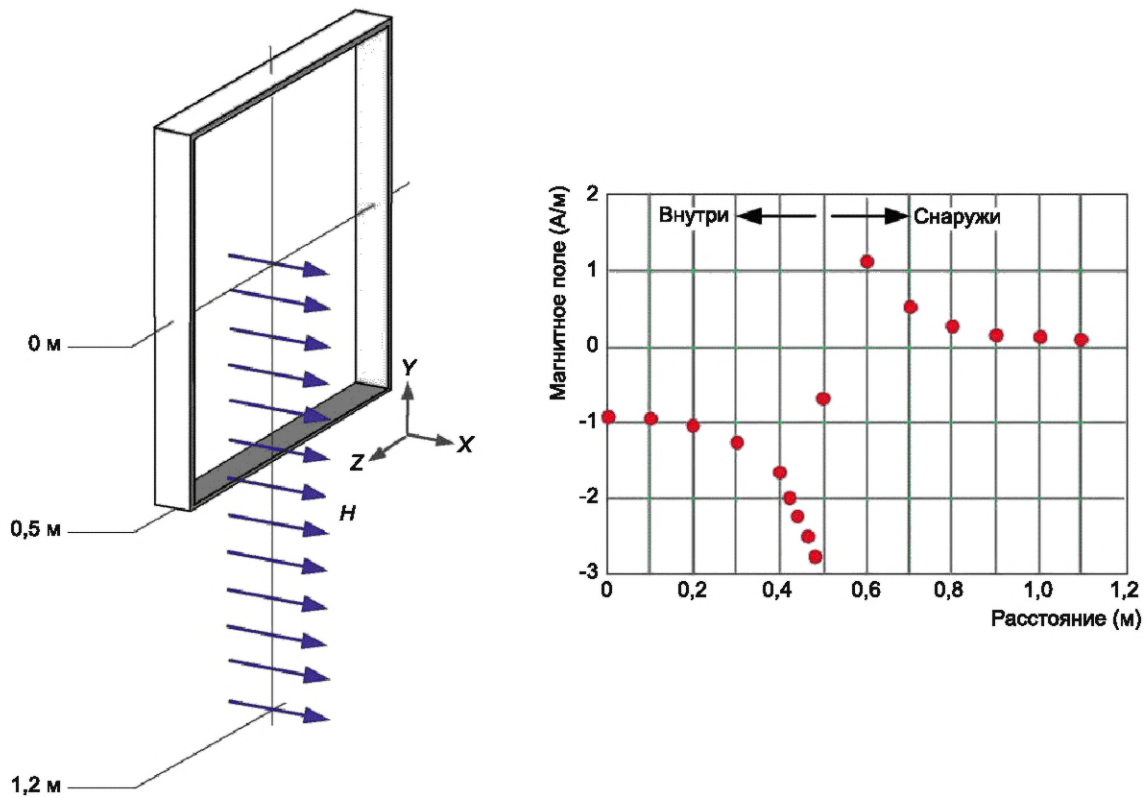 0 м
0,5 м
1,2 м
Y
X
Z
H
Магнитное поле (А/м)
2
1
0
-1
-2
-3
Внутри
Снаружи
0
0,2
0,4
0,6
0,8
1,0
1,2
Расстояние (м)